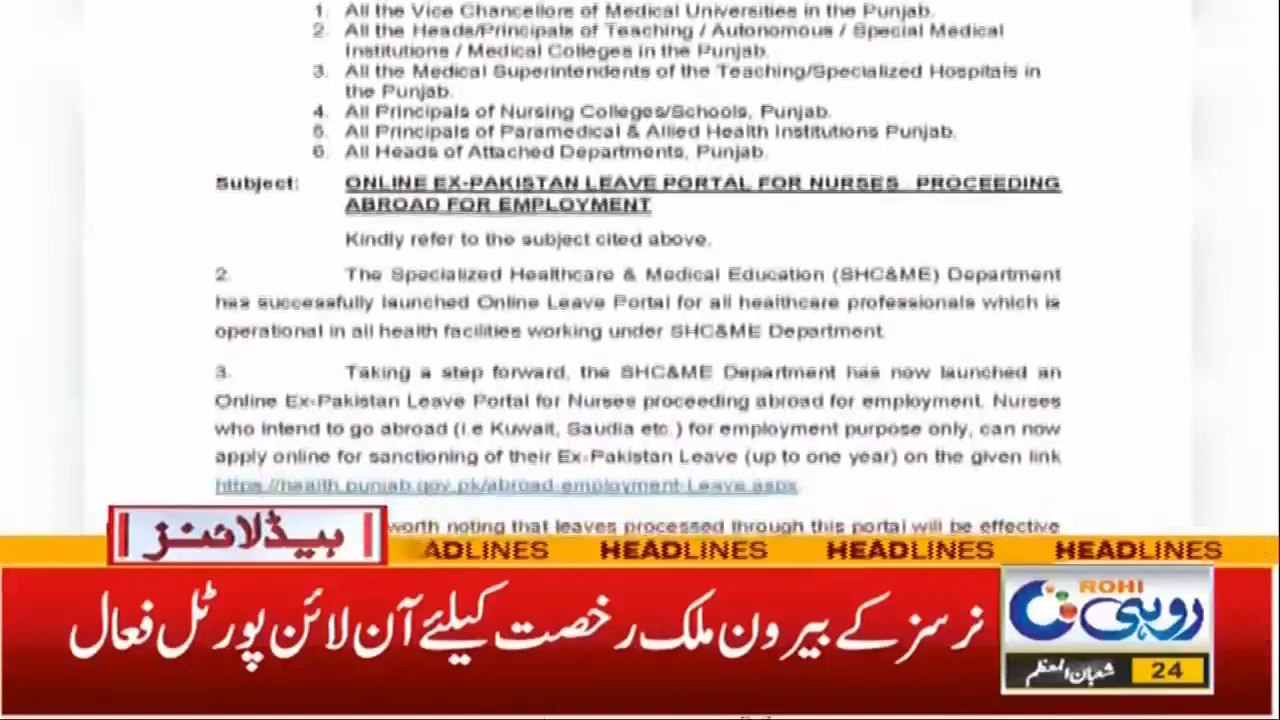 1. All the Vice Chancellors of Medical Universities in the Punjab.
2. All the Heads/Principals of Teaching / Autonomous / Special Medical
Institutions / Medical Colleges in the Punjab.
3. All the Medical Superintendents of the Teaching/Specialized Hospitals in
the Punjab.
4. All Principals of Nursing Colleges/Schools, Punjab.
5. All Principals of Paramedical & Allied Health Institutions Punjab.
6. All Heads of Attached Departments, Punjab.
Subject: ONLINE EX-PAKISTAN LEAVE PORTAL FOR NURSES PROCEEDING
ABROAD FOR EMPLOYMENT
Kindly refer to the subject cited above.
2. The Specialized Healthcare & Medical Education (SHC&ME) Department
has successfully launched Online Leave Portal for all healthcare professionals which is
operational in all health facilities working under SHC&ME Department.
3. Taking a step forward, the SHC&ME Department has now launched an
Online Ex-Pakistan Leave Portal for Nurses proceeding abroad for employment. Nurses
who intend to go abroad (i.e Kuwait, Saudia etc.) for employment purpose only, can now
apply online for sanctioning of their Ex-Pakistan Leave (up to one year) on the given link
https://health.punjab.gov.pk/abroad-employment-Leave.aspx
worth noting that leaves processed through this portal will be effective
ہیڈلائنز
ADLINES HEADLINES HEADLINES HEADLINES
نرسز کے بیرون ملک رخصت کیلئے آن لائن پورٹل فعال
ROHI
روہی
شعبان المعظم 24